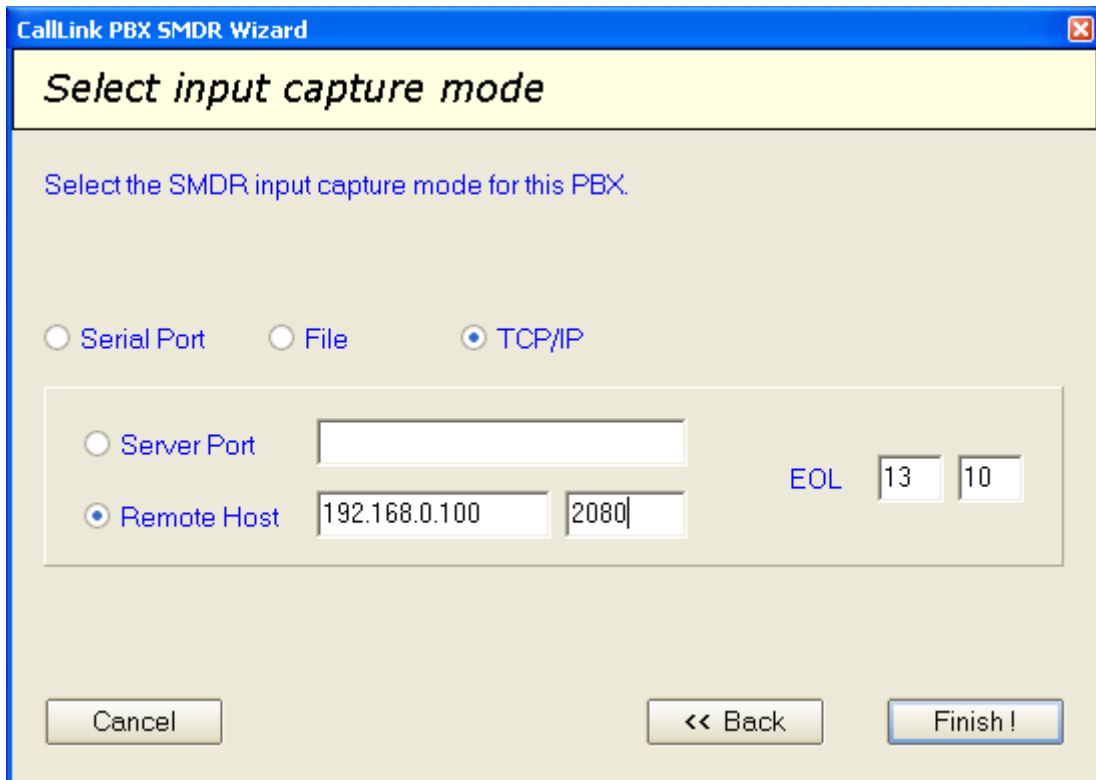 CallLink PBX SMDR Wizard
Select input capture mode
Select the SMDR input capture mode for this PBX.
Serial Port File TCP/IP
Server Port
EOL 13 10
Remote Host 192.168.0.100 2080
Cancel << Back Finish !